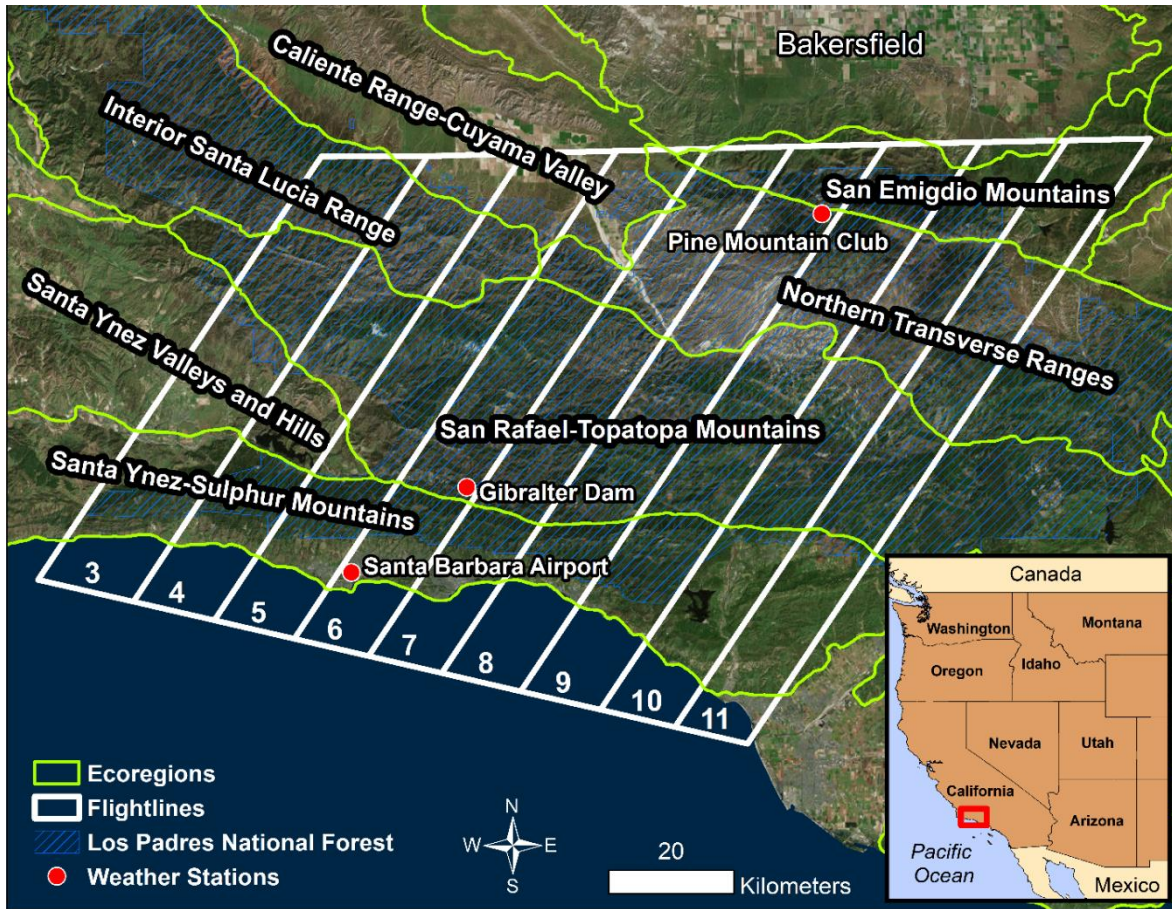 Bakersfield
Caliente Range-Cuyama Valley
Interior Santa Lucia Range
San Emigdio Mountains
Pine Mountain Club
Northern Transverse Ranges
Santa Ynez Valleys and Hills
San Rafael-Topatopa Mountains
Gibralter Dam
Santa Ynez-Sulphur Mountains
Santa Barbara Airport
3
4
5
6
7
8
9
10
11
Ecoregions
Flightlines
Los Padres National Forest
Weather Stations
N
W E
S
20
Kilometers
Canada
Washington
Montana
Oregon
Idaho
Nevada
Utah
California
Arizona
Pacific
Ocean
Mexico